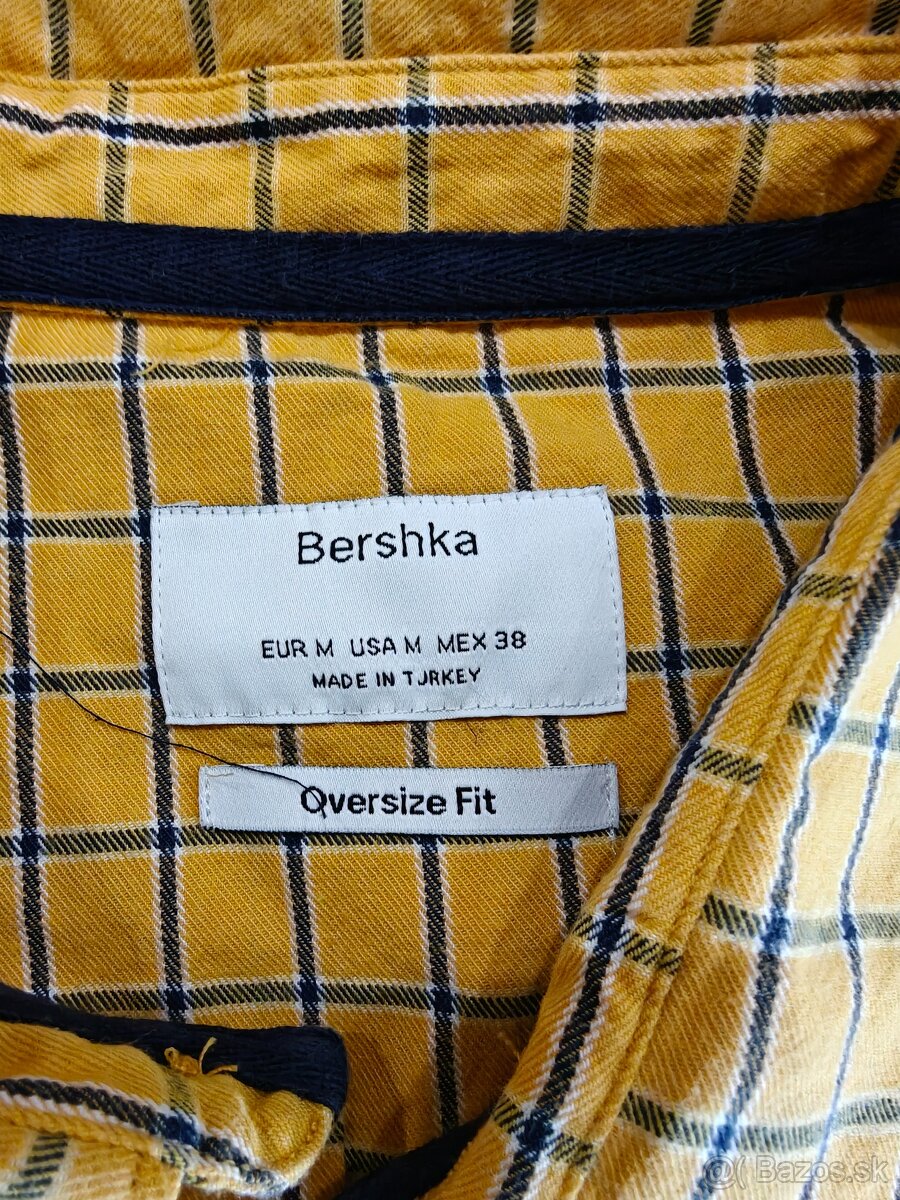 Bershka
EUR M USA M MEX 38
MADE IN TURKEY
Oversize Fit
Bazos.sk